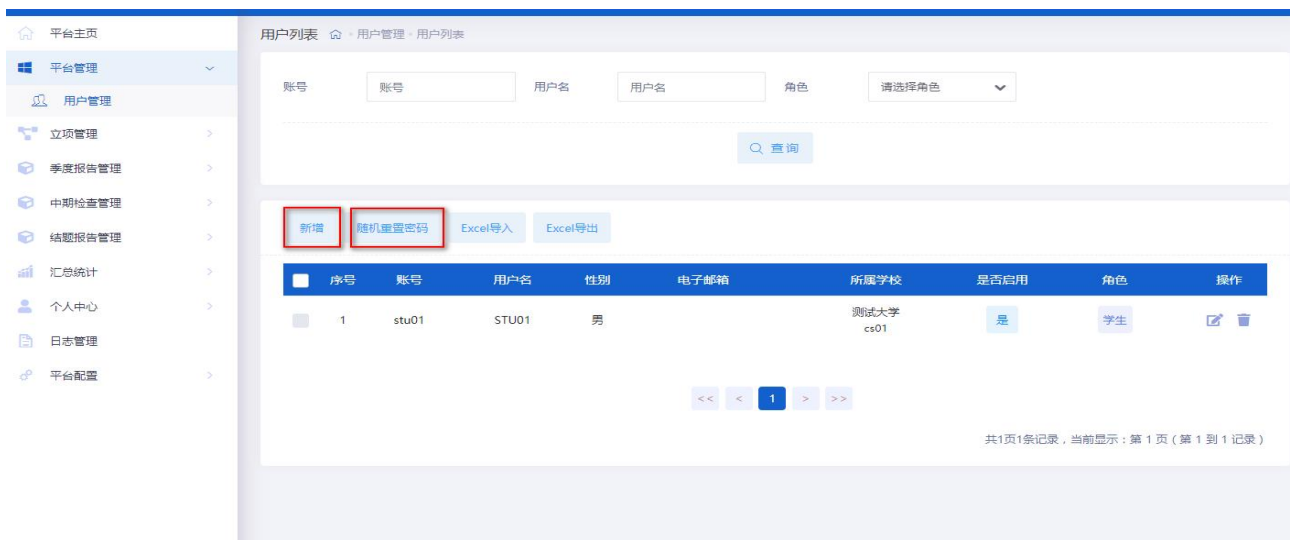 平台主页
平台管理
用户管理
立项管理
季度报告管理
中期检查管理
结题报告管理
汇总统计
个人中心
日志管理
平台配置
用户列表 用户管理 - 用户列表
账号 账号 用户名 用户名 角色 请选择角色
查询
新增 随机重置密码 Excel导入 Excel导出
序号 账号 用户名 性别 电子邮箱 所属学校 是否启用 角色 操作
1 stu01 STU01 男 测试大学 是 学生
cs01
<< < 1 > >>
共1页1条记录，当前显示：第 1 页 ( 第 1 到 1 记录 )